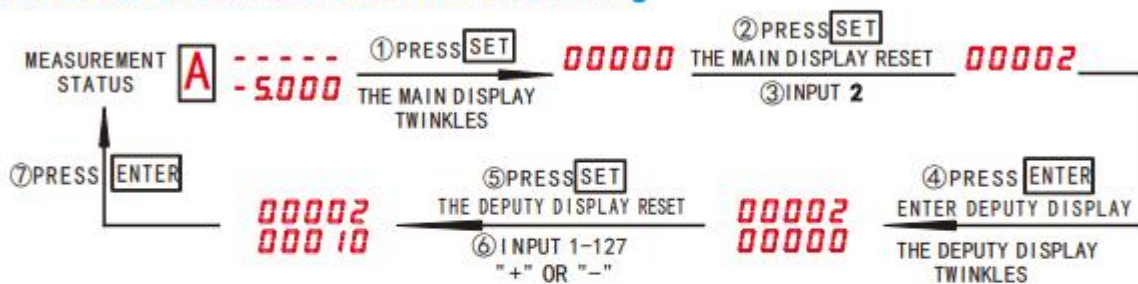 MEASUREMENT
STATUS
A
-----
-5.000
①PRESS SET
THE MAIN DISPLAY
TWINKLES
00000
②PRESS SET
THE MAIN DISPLAY RESET
③INPUT 2
00002
④PRESS ENTER
ENTER DEPUTY DISPLAY
THE DEPUTY DISPLAY
TWINKLES
00002
00000
⑤PRESS SET
THE DEPUTY DISPLAY RESET
⑥INPUT 1-127
"+" OR "-"
00002
00010
⑦PRESS ENTER